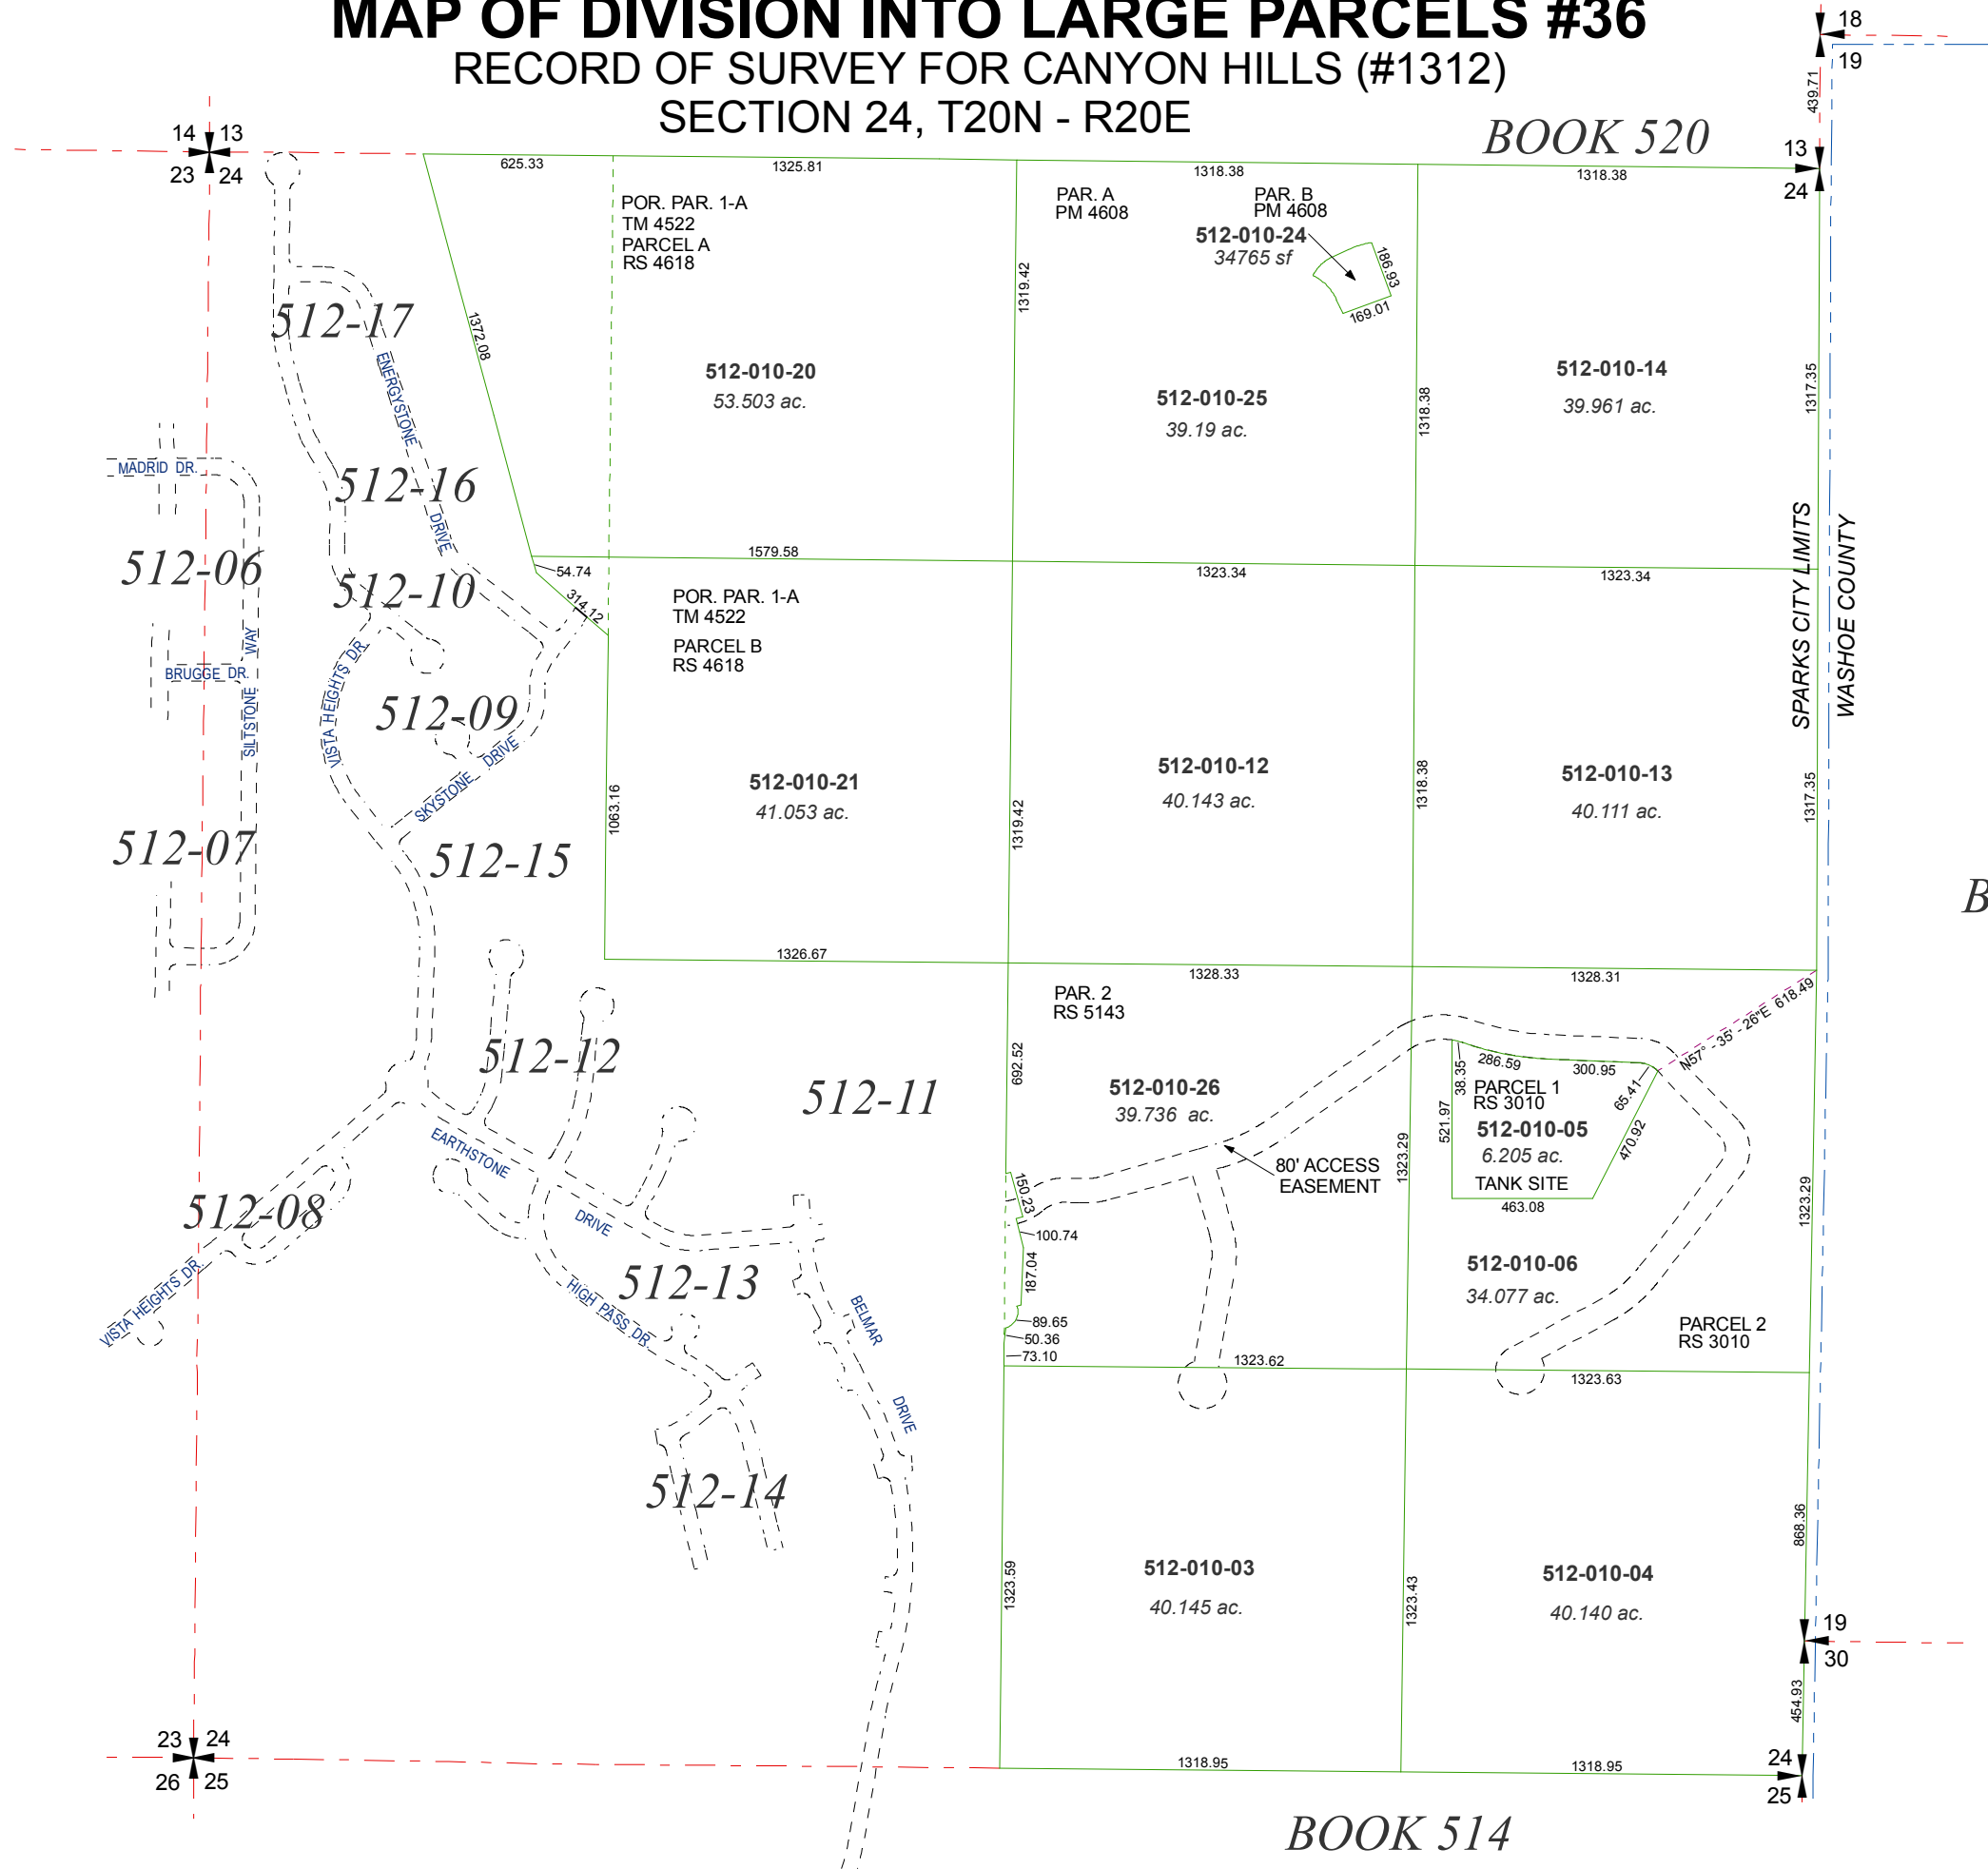 MAP OF DIVISION INTO LARGE PARCELS #36
RECORD OF SURVEY FOR CANYON HILLS (#1312)
SECTION 24, T20N - R20E
BOOK 520
18
19
439.71
14 13
23 24
13
24
625.33
1325.81
1318.38
1318.38
POR. PAR. 1-A
TM 4522
PARCEL A
RS 4618
PAR. A
PM 4608
PAR. B
PM 4608
512-010-24
34765 sf
186.93
169.01
1372.08
1319.42
1318.38
1317.35
512-010-20
53.503 ac.
512-010-25
39.19 ac.
512-010-14
39.961 ac.
512-17
ENERGYSTONE
DRIVE
512-16
MADRID DR.
512-06
512-10
1579.58
1323.34
1323.34
54.74
314.12
POR. PAR. 1-A
TM 4522
PARCEL B
RS 4618
SPARKS CITY LIMITS
WASHOE COUNTY
BRUGGE DR.
SILTSTONE WAY
VISTA HEIGHTS DR.
512-09
SKYSTONE DRIVE
512-07
512-15
1063.16
512-010-21
41.053 ac.
1319.42
512-010-12
40.143 ac.
1318.38
512-010-13
40.111 ac.
1317.35
B
1326.67
1328.33
1328.31
PAR. 2
RS 5143
N57° - 35' - 26"E 618.49
692.52
512-12
512-11
512-010-26
39.736 ac.
38.35
286.59
300.95
65.41
PARCEL 1
RS 3010
512-010-05
6.205 ac.
TANK SITE
521.97
470.92
463.08
80' ACCESS
EASEMENT
1323.29
1323.29
EARTHSTONE
DRIVE
512-08
VISTA HEIGHTS DR.
150.23
100.74
187.04
89.65
50.36
73.10
512-13
HIGH PASS DR.
BELMAR
DRIVE
512-010-06
34.077 ac.
PARCEL 2
RS 3010
1323.62
1323.63
512-14
1323.59
512-010-03
40.145 ac.
1323.43
512-010-04
40.140 ac.
868.36
19
30
454.93
23 24
26 25
1318.95
1318.95
24
25
BOOK 514